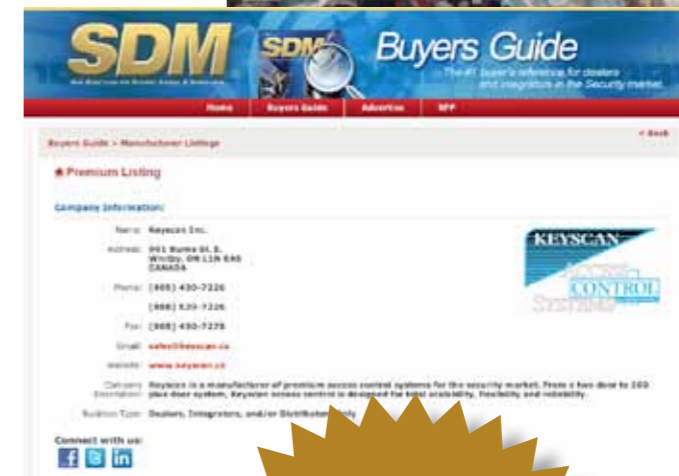 SDM
SDM
Buyers Guide
The #1 buyer's reference for dealers
and integrators in the Security market.
Home Buyers Guide Advertise RFP
Buyers Guide > Manufacturer Listings
< Back
Premium Listing
Company Information:
Name: Keyscan Inc.
Address: 901 Burns St. E.
Whitby, ON L1N 6A6
CANADA
Phone: (905) 430-7226
(888) 539-7226
Fax: (905) 430-7275
Email: sales@keyscan.ca
Website: www.keyscan.ca
KEYSCAN
ACCESS
CONTROL
SYSTEMS
Company Description: Keyscan is a manufacturer of premium access control systems for the security market. From a two door to 200
plus door system, Keyscan access control is designed for total scalability, flexibility and reliability.
Business Type: Dealers, Integrators, and/or Distributors Only
Connect with us:
f in